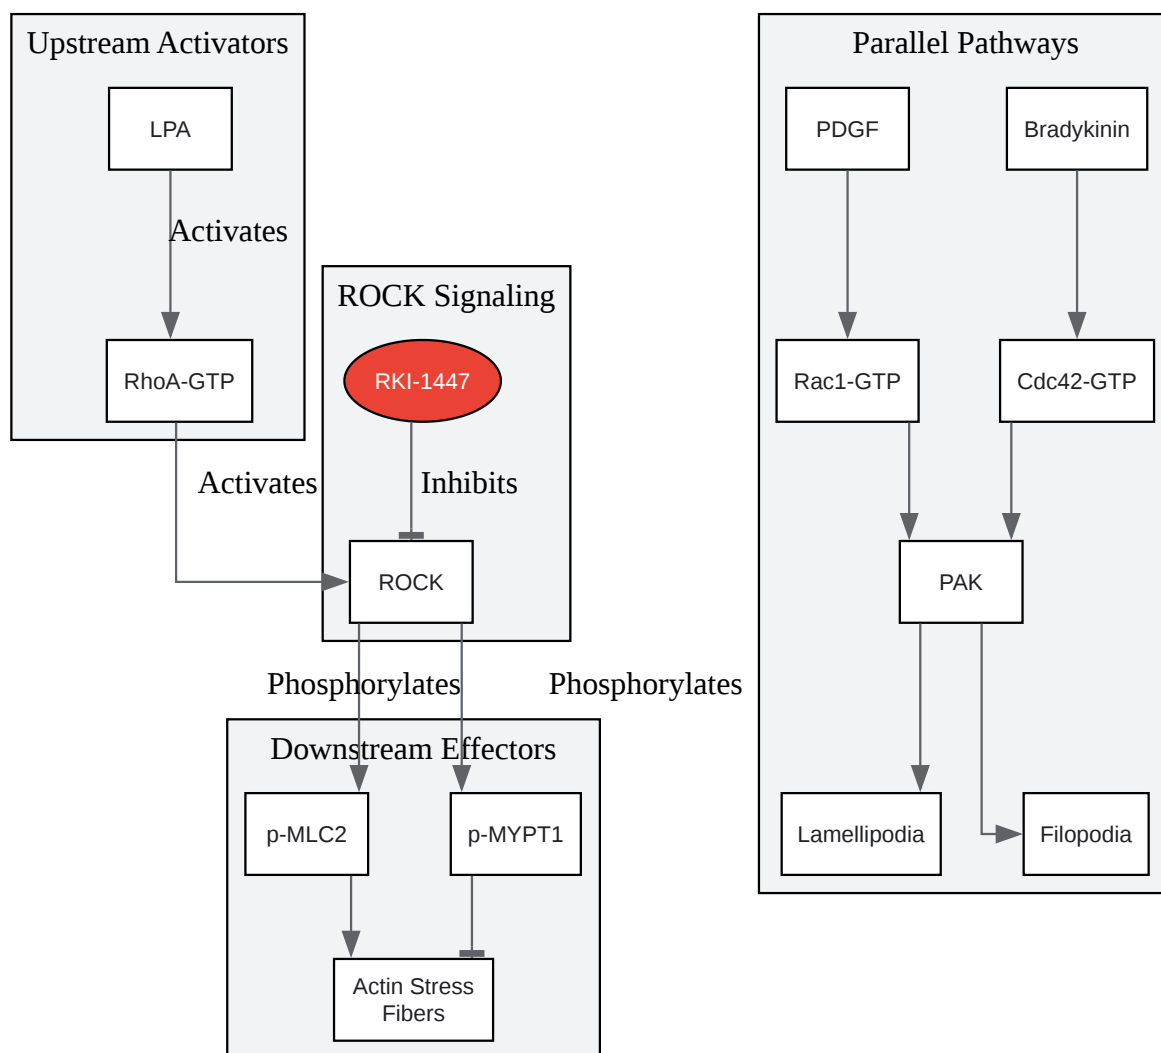 Upstream Activators
LPA
Activates
RhoA-GTP
Activates
ROCK Signaling
RKI-1447
Inhibits
ROCK
Phosphorylates
Phosphorylates
Downstream Effectors
p-MLC2
p-MYPT1
Actin Stress
Fibers
Parallel Pathways
PDGF
Bradykinin
Rac1-GTP
Cdc42-GTP
PAK
Lamellipodia
Filopodia